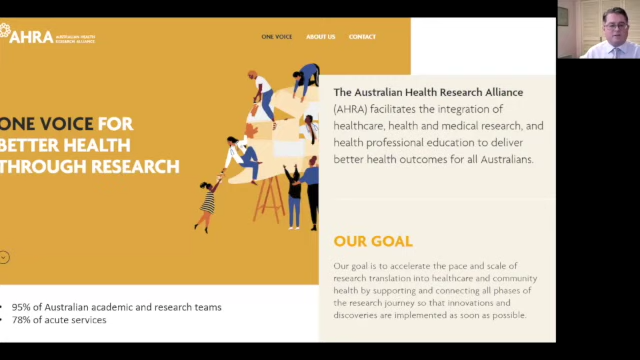 AHRA AUSTRALIAN HEALTH
RESEARCH ALLIANCE
ONE VOICE ABOUT US CONTACT
ONE VOICE FOR
BETTER HEALTH
THROUGH RESEARCH
The Australian Health Research Alliance
(AHRA) facilitates the integration of
healthcare, health and medical research, and
health professional education to deliver
better health outcomes for all Australians.
OUR GOAL
Our goal is to accelerate the pace and scale of
research translation into healthcare and community
health by supporting and connecting all phases of
the research journey so that innovations and
discoveries are implemented as soon as possible.
• 95% of Australian academic and research teams
• 78% of acute services